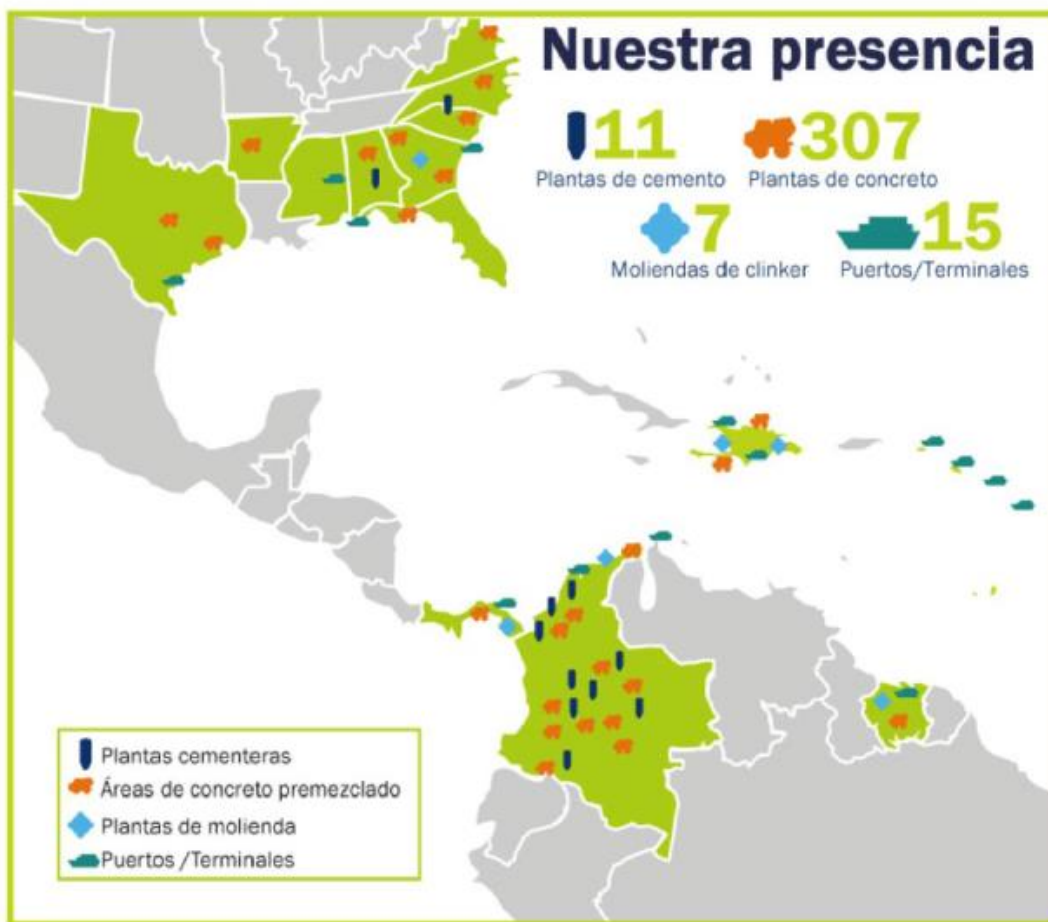 Nuestra presencia
11
Plantas de cemento
307
Plantas de concreto
7
Moliendas de clinker
15
Puertos/Terminales
Plantas cementeras
Áreas de concreto premezclado
Plantas de molienda
Puertos /Terminales